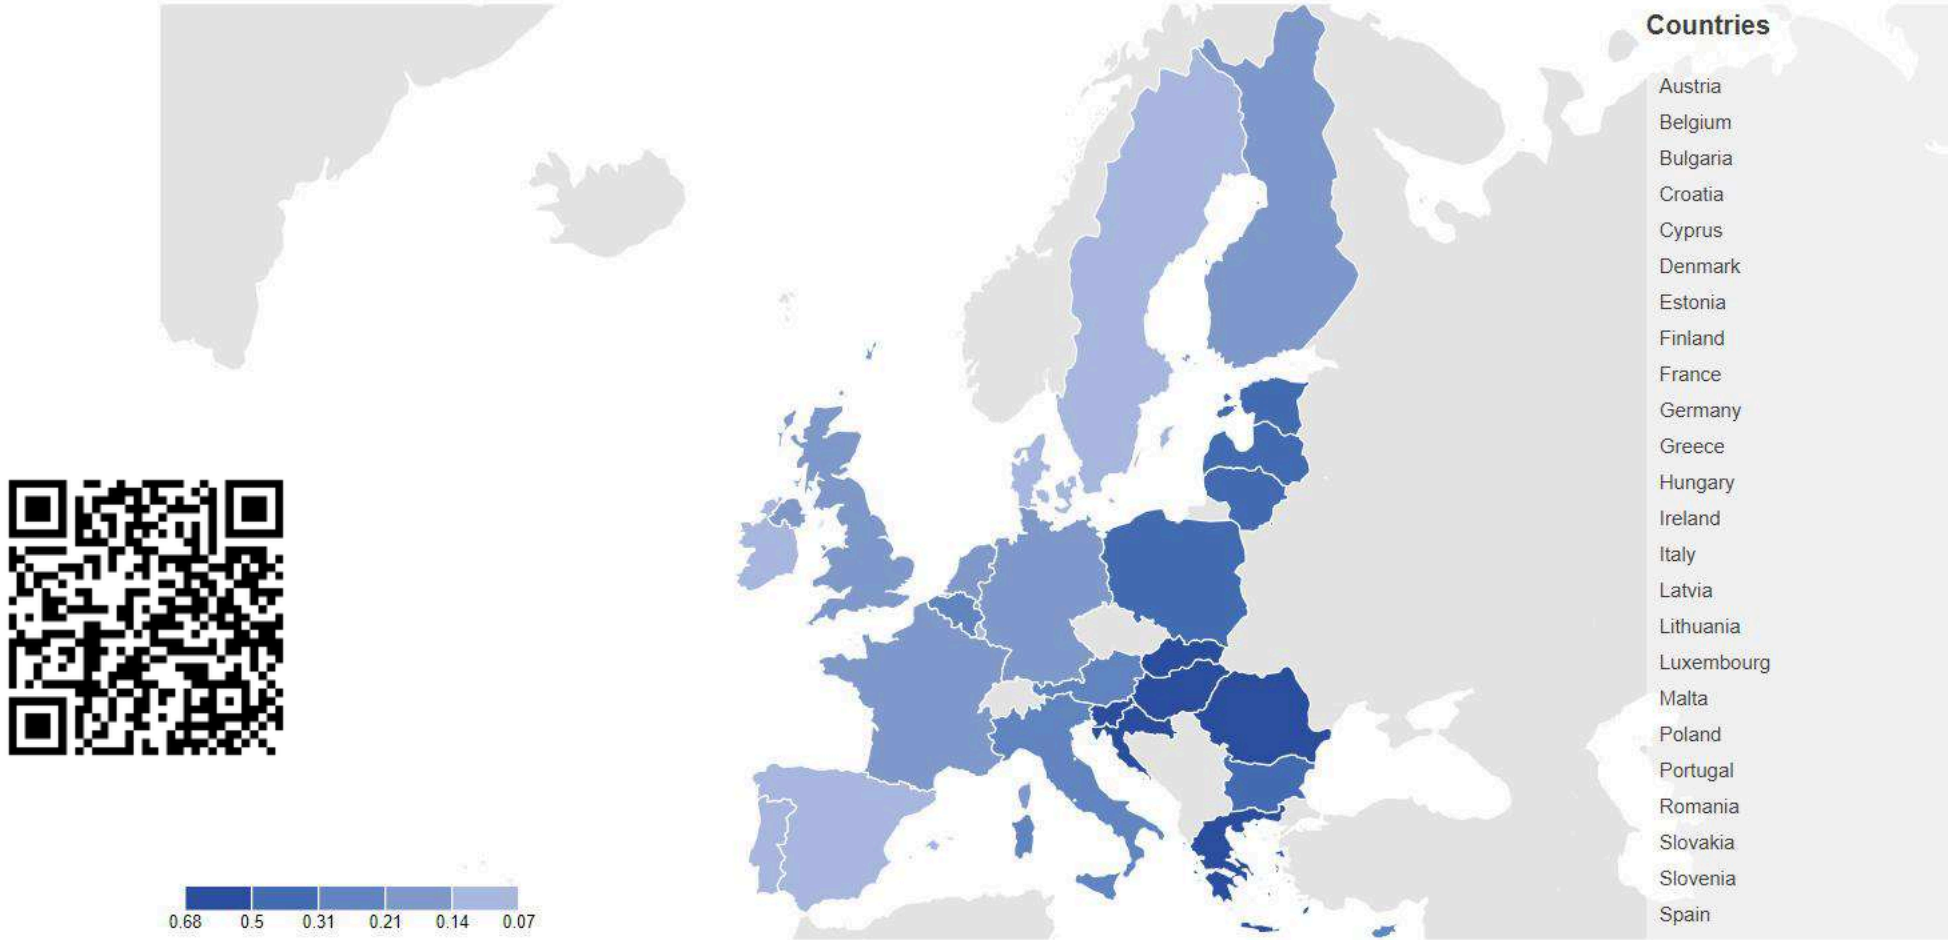 Countries
Austria
Belgium
Bulgaria
Croatia
Cyprus
Denmark
Estonia
Finland
France
Germany
Greece
Hungary
Ireland
Italy
Latvia
Lithuania
Luxembourg
Malta
Poland
Portugal
Romania
Slovakia
Slovenia
Spain
0.68 0.5 0.31 0.21 0.14 0.07